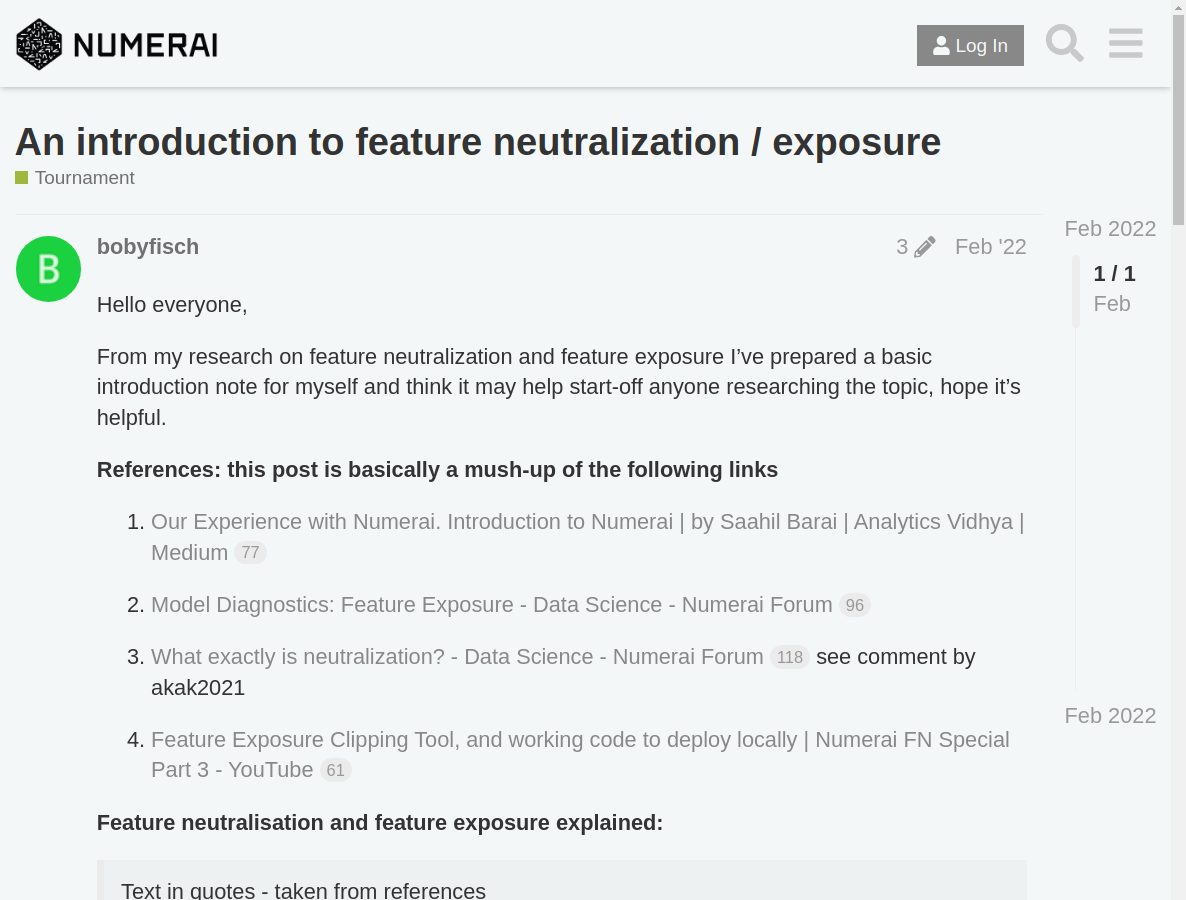 NUMERAI
Log In
An introduction to feature neutralization / exposure
Tournament
bobyfisch
3
Feb '22
Hello everyone,
From my research on feature neutralization and feature exposure I’ve prepared a basic
introduction note for myself and think it may help start-off anyone researching the topic, hope it’s
helpful.
References: this post is basically a mush-up of the following links
1. Our Experience with Numerai. Introduction to Numerai | by Saahil Barai | Analytics Vidhya |
Medium 77
2. Model Diagnostics: Feature Exposure - Data Science - Numerai Forum 96
3. What exactly is neutralization? - Data Science - Numerai Forum 118 see comment by
akak2021
4. Feature Exposure Clipping Tool, and working code to deploy locally | Numerai FN Special
Part 3 - YouTube 61
Feature neutralisation and feature exposure explained:
Text in quotes - taken from references
Feb 2022
1 / 1
Feb
Feb 2022
B